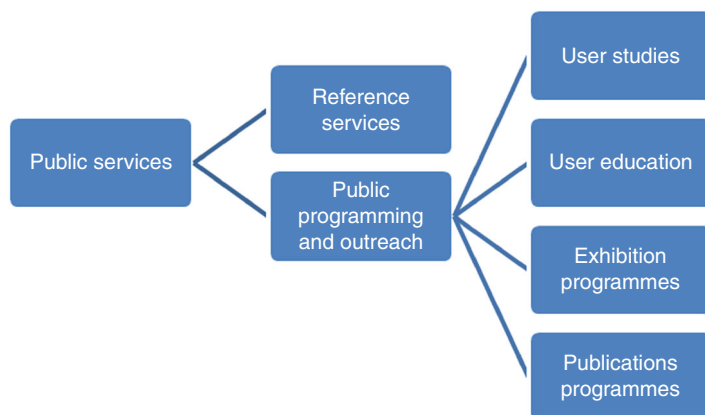 Public services
Reference
services
Public
programming
and outreach
User studies
User education
Exhibition
programmes
Publications
programmes